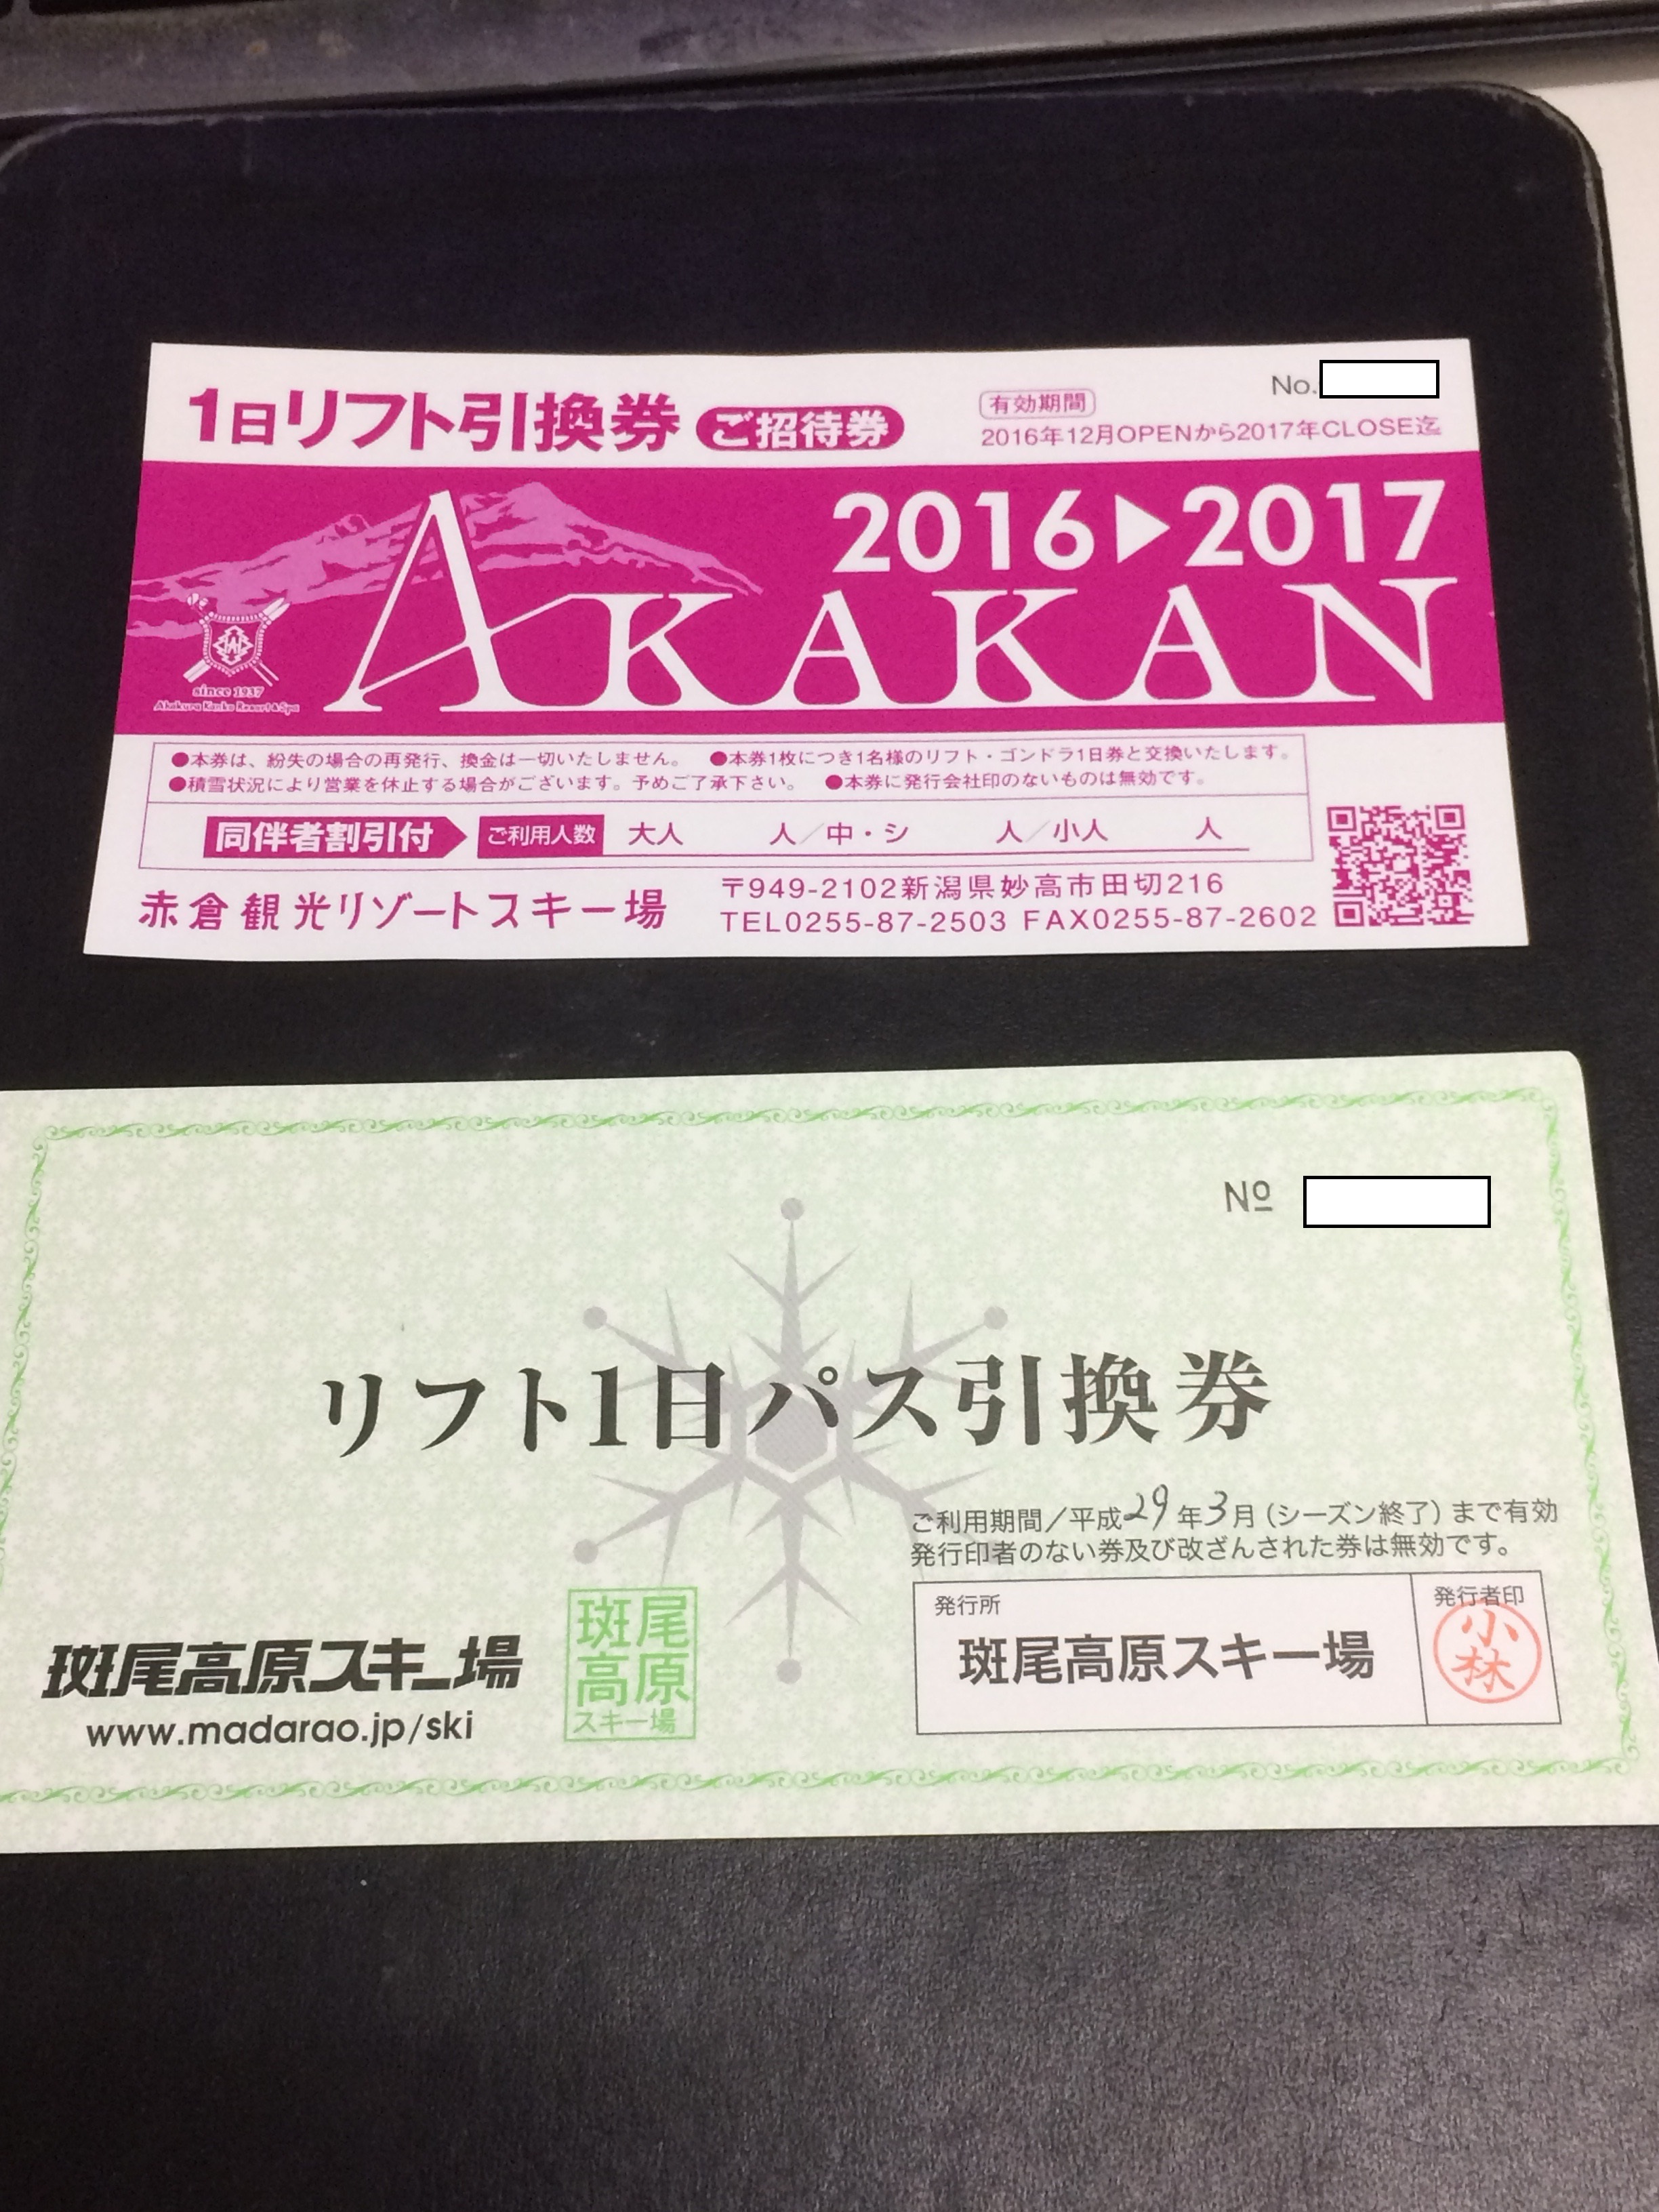 1日リフト引換券 ご招待券
No.
有効期間
2016年12月OPENから2017年CLOSE迄
2016▶2017
AKAKAN
since 1937
Akakura Kanko Resort & Spa
●本券は、紛失の場合の再発行、換金は一切いたしません。 ●本券1枚につき1名様のリフト・ゴンドラ1日券と交換いたします。
●積雪状況により営業を休止する場合がございます。予めご了承下さい。 ●本券に発行会社印のないものは無効です。
同伴者割引付 ご利用人数 大人 人/中・シ 人/小人 人
赤倉観光リゾートスキー場
〒949-2102新潟県妙高市田切216
TEL0255-87-2503 FAX0255-87-2602
Nº
リフト1日パス引換券
ご利用期間/平成29年3月(シーズン終了)まで有効
発行印者のない券及び改ざんされた券は無効です。
発行所
斑尾高原スキー場
発行者印
小林
斑尾高原スキー場
www.madarao.jp/ski
斑尾
高原
スキー場